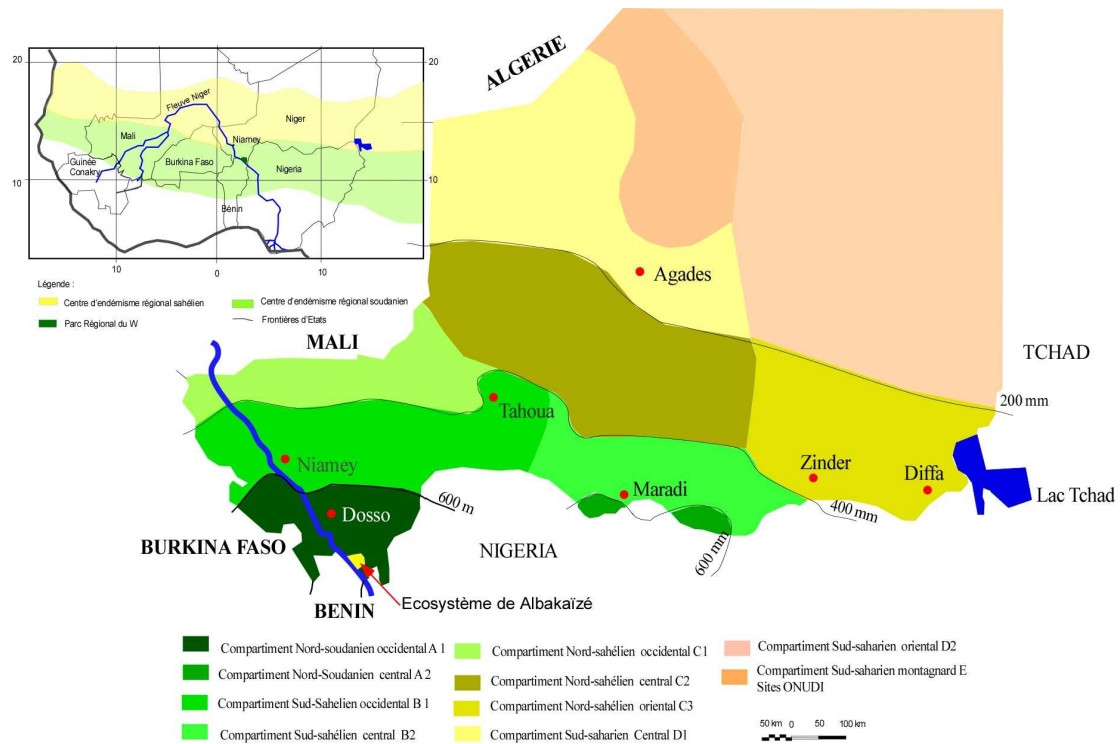 20
20
10
10
10
0
10
Fleuve Niger
Mali
Niger
Niamey
Guinée
Conakry
Burkina Faso
Nigeria
Bénin
Légende :
Centre d'endémisme régional sahélien
Centre d'endémisme régional soudanien
Parc Régional du W
Frontières d'Etats
ALGERIE
MALI
TCHAD
Agades
200 mm
Tahoua
Niamey
Zinder
Diffa
Maradi
Lac Tchad
600 m
400 mm
Dosso
600 mm
BURKINA FASO
NIGERIA
BENIN
Ecosystème de Albakaïzé
Compartiment Nord-soudanien occidental A 1
Compartiment Nord-Soudanien central A 2
Compartiment Sud-Sahelien occidental B 1
Compartiment Sud-sahélien central B2
Compartiment Nord-sahélien occidental C1
Compartiment Nord-sahélien central C2
Compartiment Nord-sahélien oriental C3
Compartiment Sud-saharien Central D1
Compartiment Sud-saharien oriental D2
Compartiment Sud-saharien montagnard E
Sites ONUDI
50 km 0 50 100 km